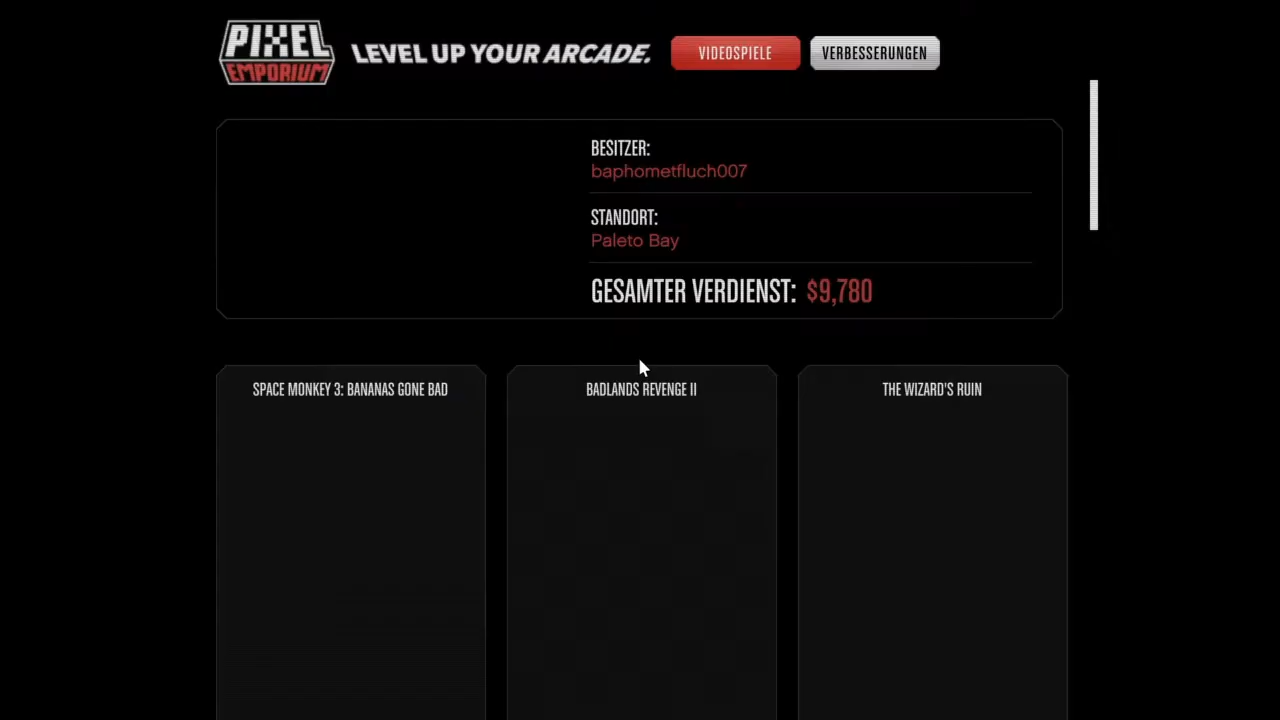 PIXEL
EMPORIUM
LEVEL UP YOUR ARCADE.
VIDEOSPIELE
VERBESSERUNGEN
BESITZER:
baphometfluch007
STANDORT:
Paleto Bay
GESAMTER VERDIENST: $9,780
SPACE MONKEY 3: BANANAS GONE BAD
BADLANDS REVENGE II
THE WIZARD'S RUIN